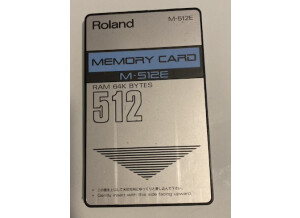 Roland M-512E
MEMORY CARD
M-512E
RAM 64K BYTES
512